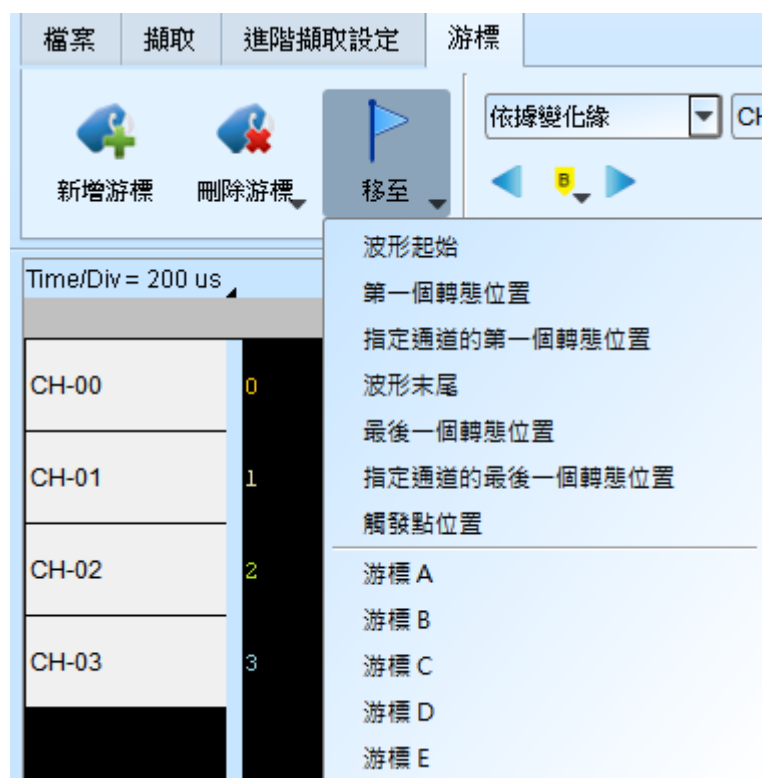 檔案 擷取 進階擷取設定 游標
新增游標 刪除游標 移至
依據變化緣
B
Time/Div = 200 us
波形起始
第一個轉態位置
指定通道的第一個轉態位置
波形末尾
最後一個轉態位置
指定通道的最後一個轉態位置
觸發點位置
游標 A
游標 B
游標 C
游標 D
游標 E
CH-00 0
CH-01 1
CH-02 2
CH-03 3